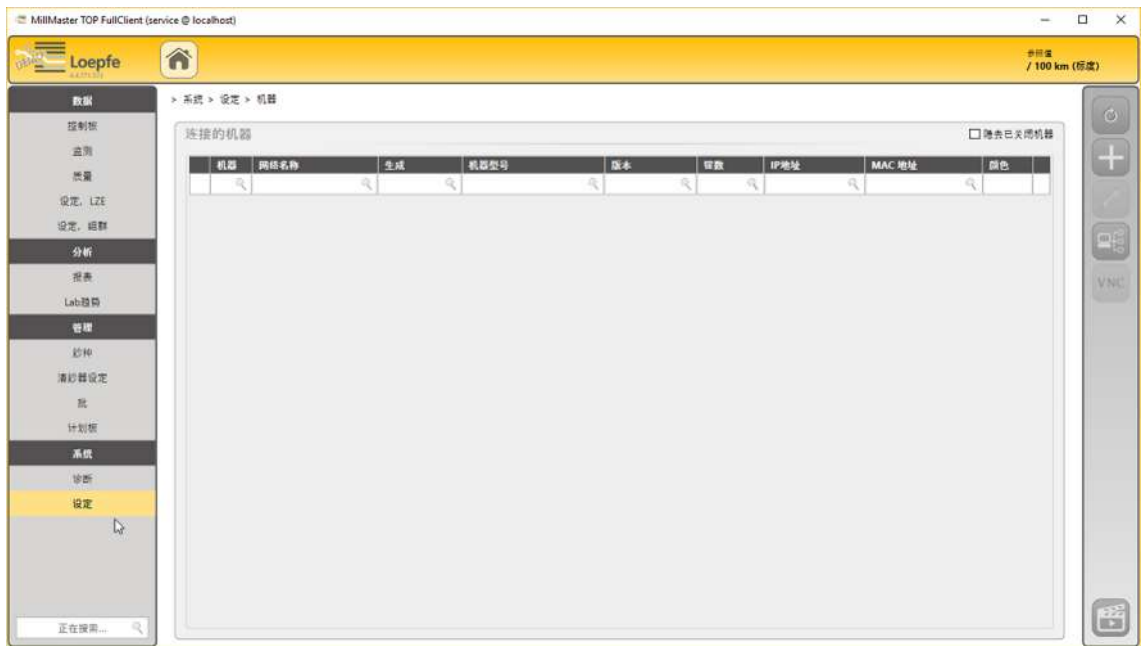 MillMaster TOP FullClient (service @ localhost)
Loepfe
参照值
/ 100 km (标度)
数据
控制板
监测
质量
设定, LZE
设定, 组群
分析
报表
Lab趋势
管理
纱种
清纱器设定
批
计划板
系统
诊断
设定
正在搜索...
> 系统 > 设定 > 机器
连接的机器
隐去已关闭机器
机器 网络名称 生成 机器型号 版本 锭数 IP地址 MAC 地址 颜色
VNC